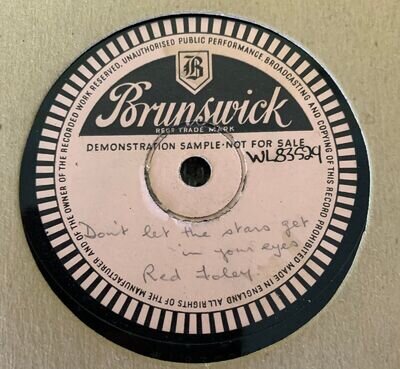 ALL RIGHTS OF THE MANUFACTURER AND OF THE OWNER OF THE RECORDED WORK RESERVED. UNAUTHORISED PUBLIC PERFORMANCE BROADCASTING AND COPYING OF THIS RECORD PROHIBITED MADE IN ENGLAND
B
Brunswick
REGD TRADE MARK
DEMONSTRATION SAMPLE·NOT FOR SALE
WL83524
Don't let the stars get
in your eyes
Red Foley